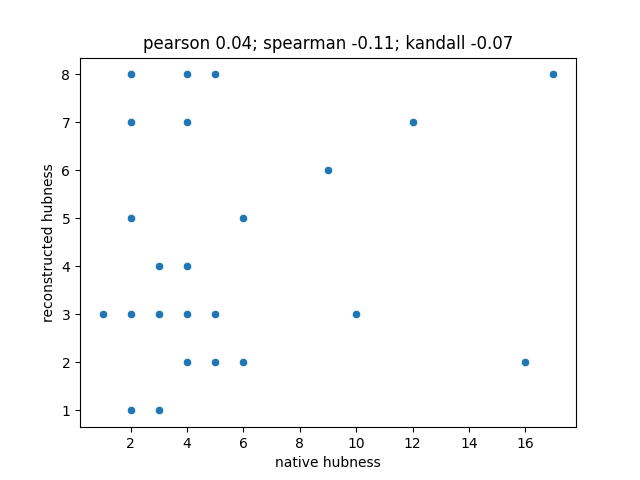 pearson 0.04; spearman -0.11; kandall -0.07
8
7
6
5
4
3
2
1
reconstructed hubness
2 4 6 8 10 12 14 16
native hubness